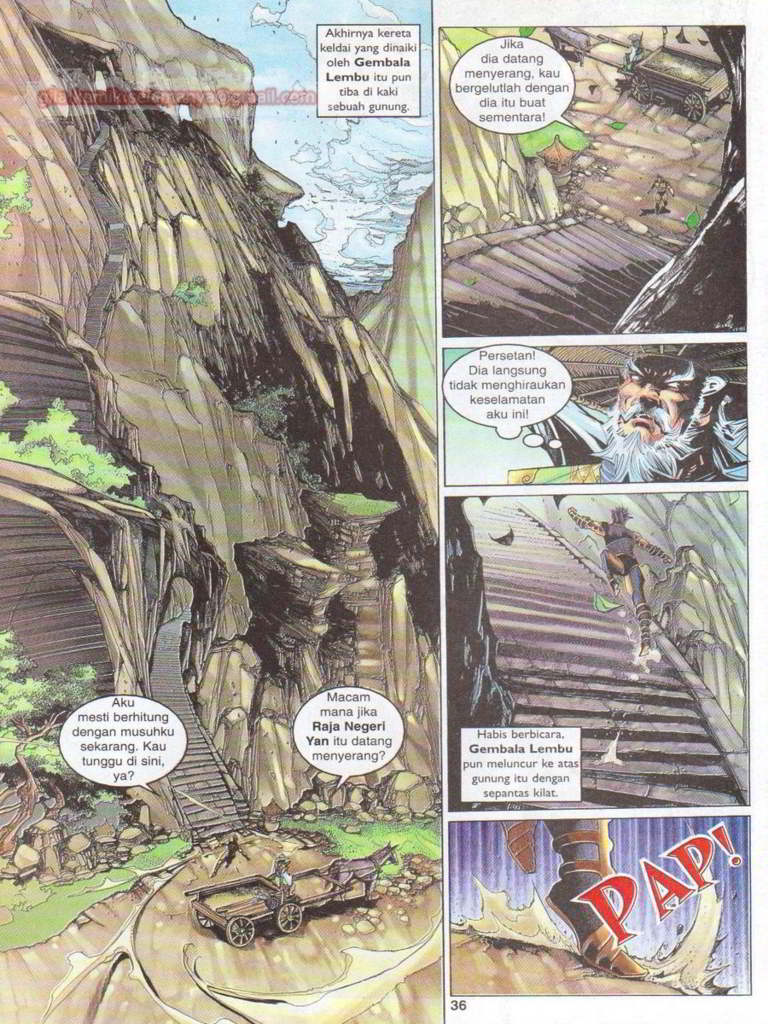 Akhirnya kereta
keldai yang dinaiki
oleh Gembala
Lembu itu pun
tiba di kaki
sebuah gunung.
Aku
mesti berhitung
dengan musuhku
sekarang. Kau
tunggu di sini,
ya?
Macam
mana jika
Raja Negeri
Yan itu datang
menyerang?
Jika
dia datang
menyerang, kau
bergelutlah dengan
dia itu buat
sementara!
Persetan!
Dia langsung
tidak menghiraukan
keselamatan
aku ini!
Habis berbicara,
Gembala Lembu
pun meluncur ke atas
gunung itu dengan
sepantas kilat.
PAP!
36